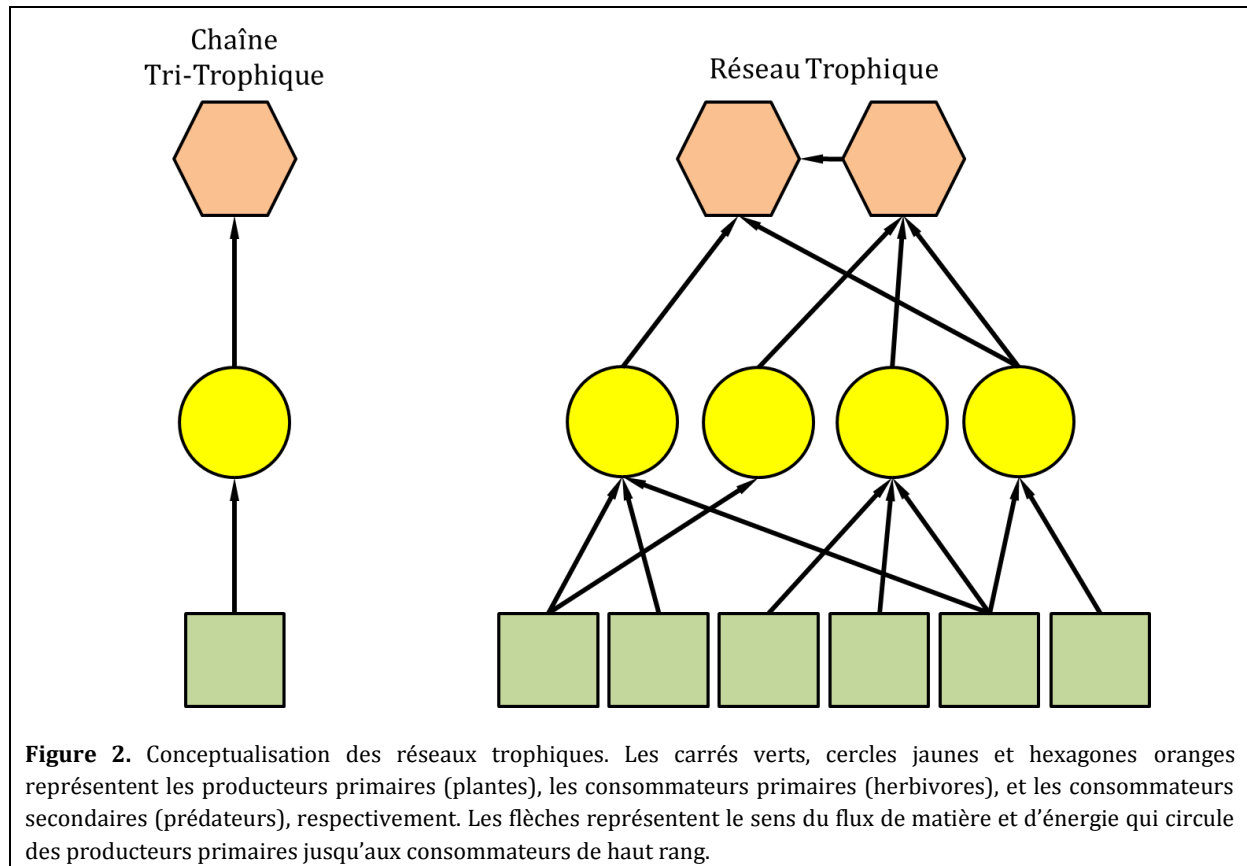 Chaîne
Tri-Trophique
Réseau Trophique
Figure 2. Conceptualisation des réseaux trophiques. Les carrés verts, cercles jaunes et hexagones oranges
représentent les producteurs primaires (plantes), les consommateurs primaires (herbivores), et les consommateurs
secondaires (prédateurs), respectivement. Les flèches représentent le sens du flux de matière et d’énergie qui circule
des producteurs primaires jusqu’aux consommateurs de haut rang.